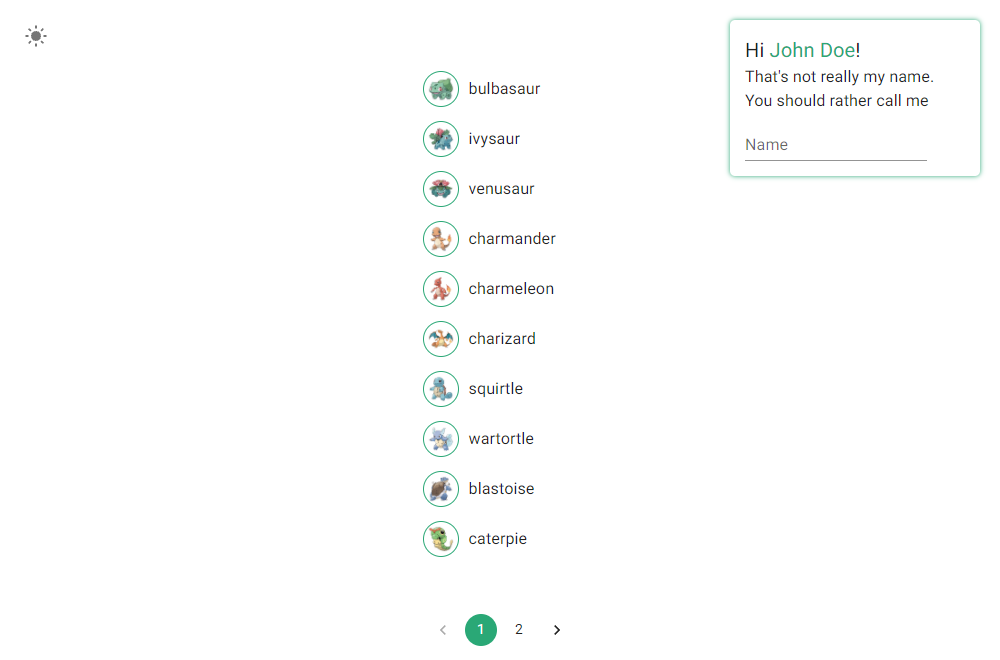 Hi John Doe!
That's not really my name.
You should rather call me
Name
bulbasaur
ivysaur
venusaur
charmander
charmeleon
charizard
squirtle
wartortle
blastoise
caterpie
1 2